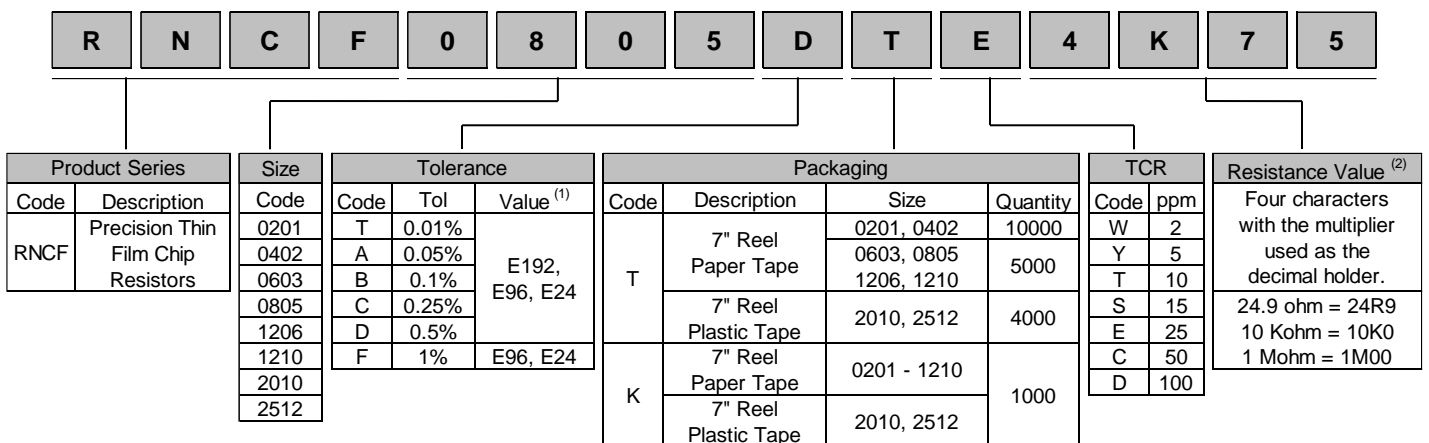 R N C F 0 8 0 5 D T E 4 K 7 5
Product Series
Code Description
RNCF Precision Thin
Film Chip
Resistors
Size
Code
0201
0402
0603
0805
1206
1210
2010
2512
Tolerance
Code Tol Value (1)
T 0.01%
A 0.05%
B 0.1%
C 0.25%
D 0.5%
E192,
E96, E24
F 1% E96, E24
Packaging
Code Description Size Quantity
T
7" Reel
Paper Tape
0201, 0402 10000
0603, 0805
1206, 1210
5000
7" Reel
Plastic Tape
2010, 2512 4000
K
7" Reel
Paper Tape
0201 - 1210
7" Reel
Plastic Tape
2010, 2512
1000
TCR
Code ppm
W 2
Y 5
T 10
S 15
E 25
C 50
D 100
Resistance Value (2)
Four characters
with the multiplier
used as the
decimal holder.
24.9 ohm = 24R9
10 Kohm = 10K0
1 Mohm = 1M00